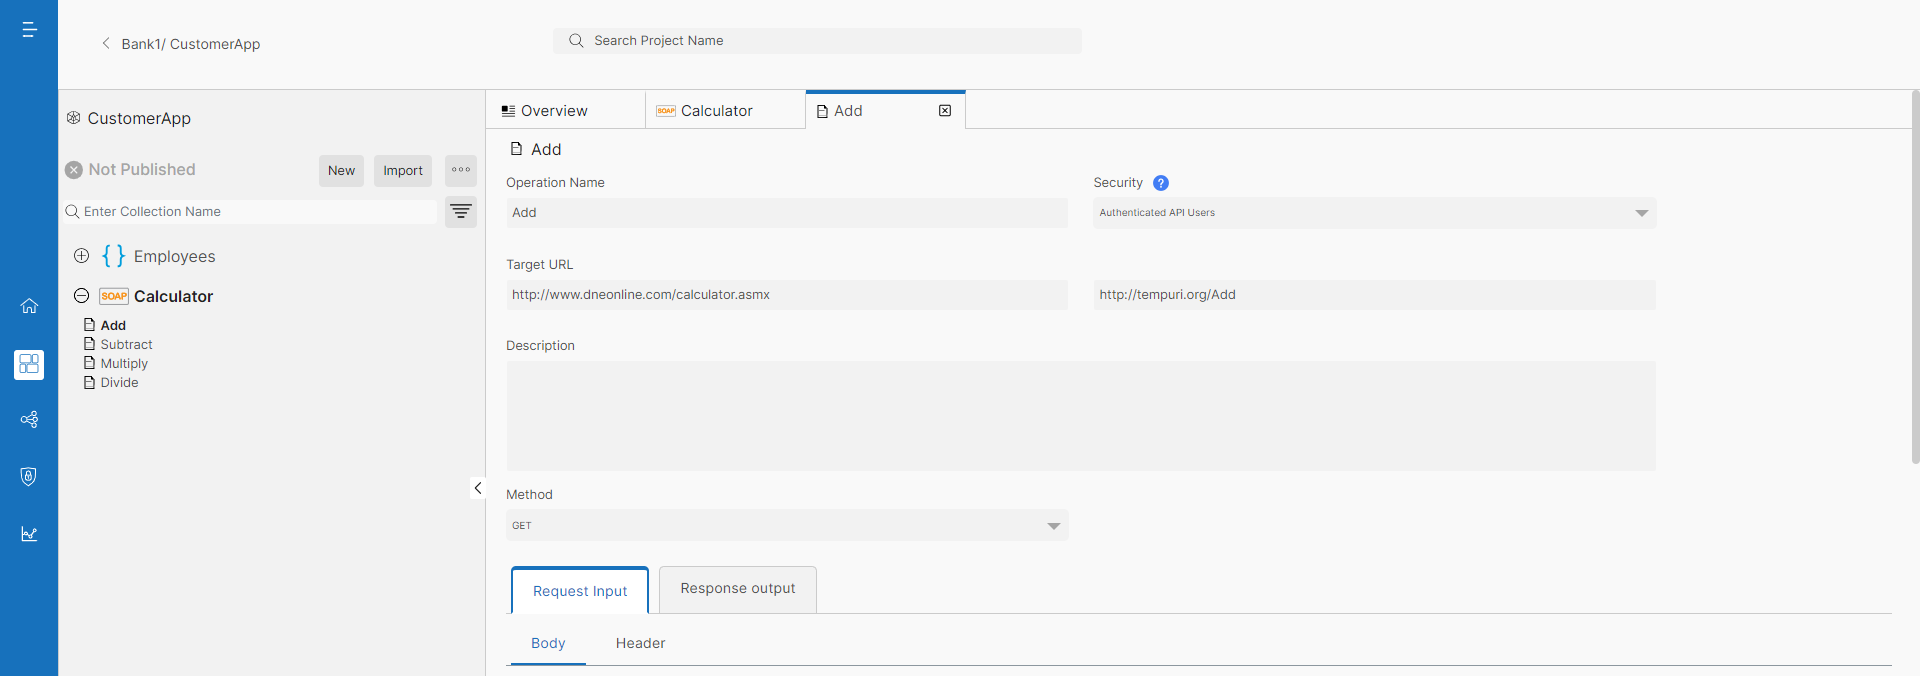 Bank1/ CustomerApp
Search Project Name
CustomerApp
Not Published
New
Import
Enter Collection Name
{ } Employees
SOAP Calculator
Add
Subtract
Multiply
Divide
Overview
SOAP Calculator
Add
Add
Operation Name
Security ?
Add
Authenticated API Users
Target URL
http://www.dneonline.com/calculator.asmx
http://tempuri.org/Add
Description
Method
GET
Request Input
Response output
Body
Header